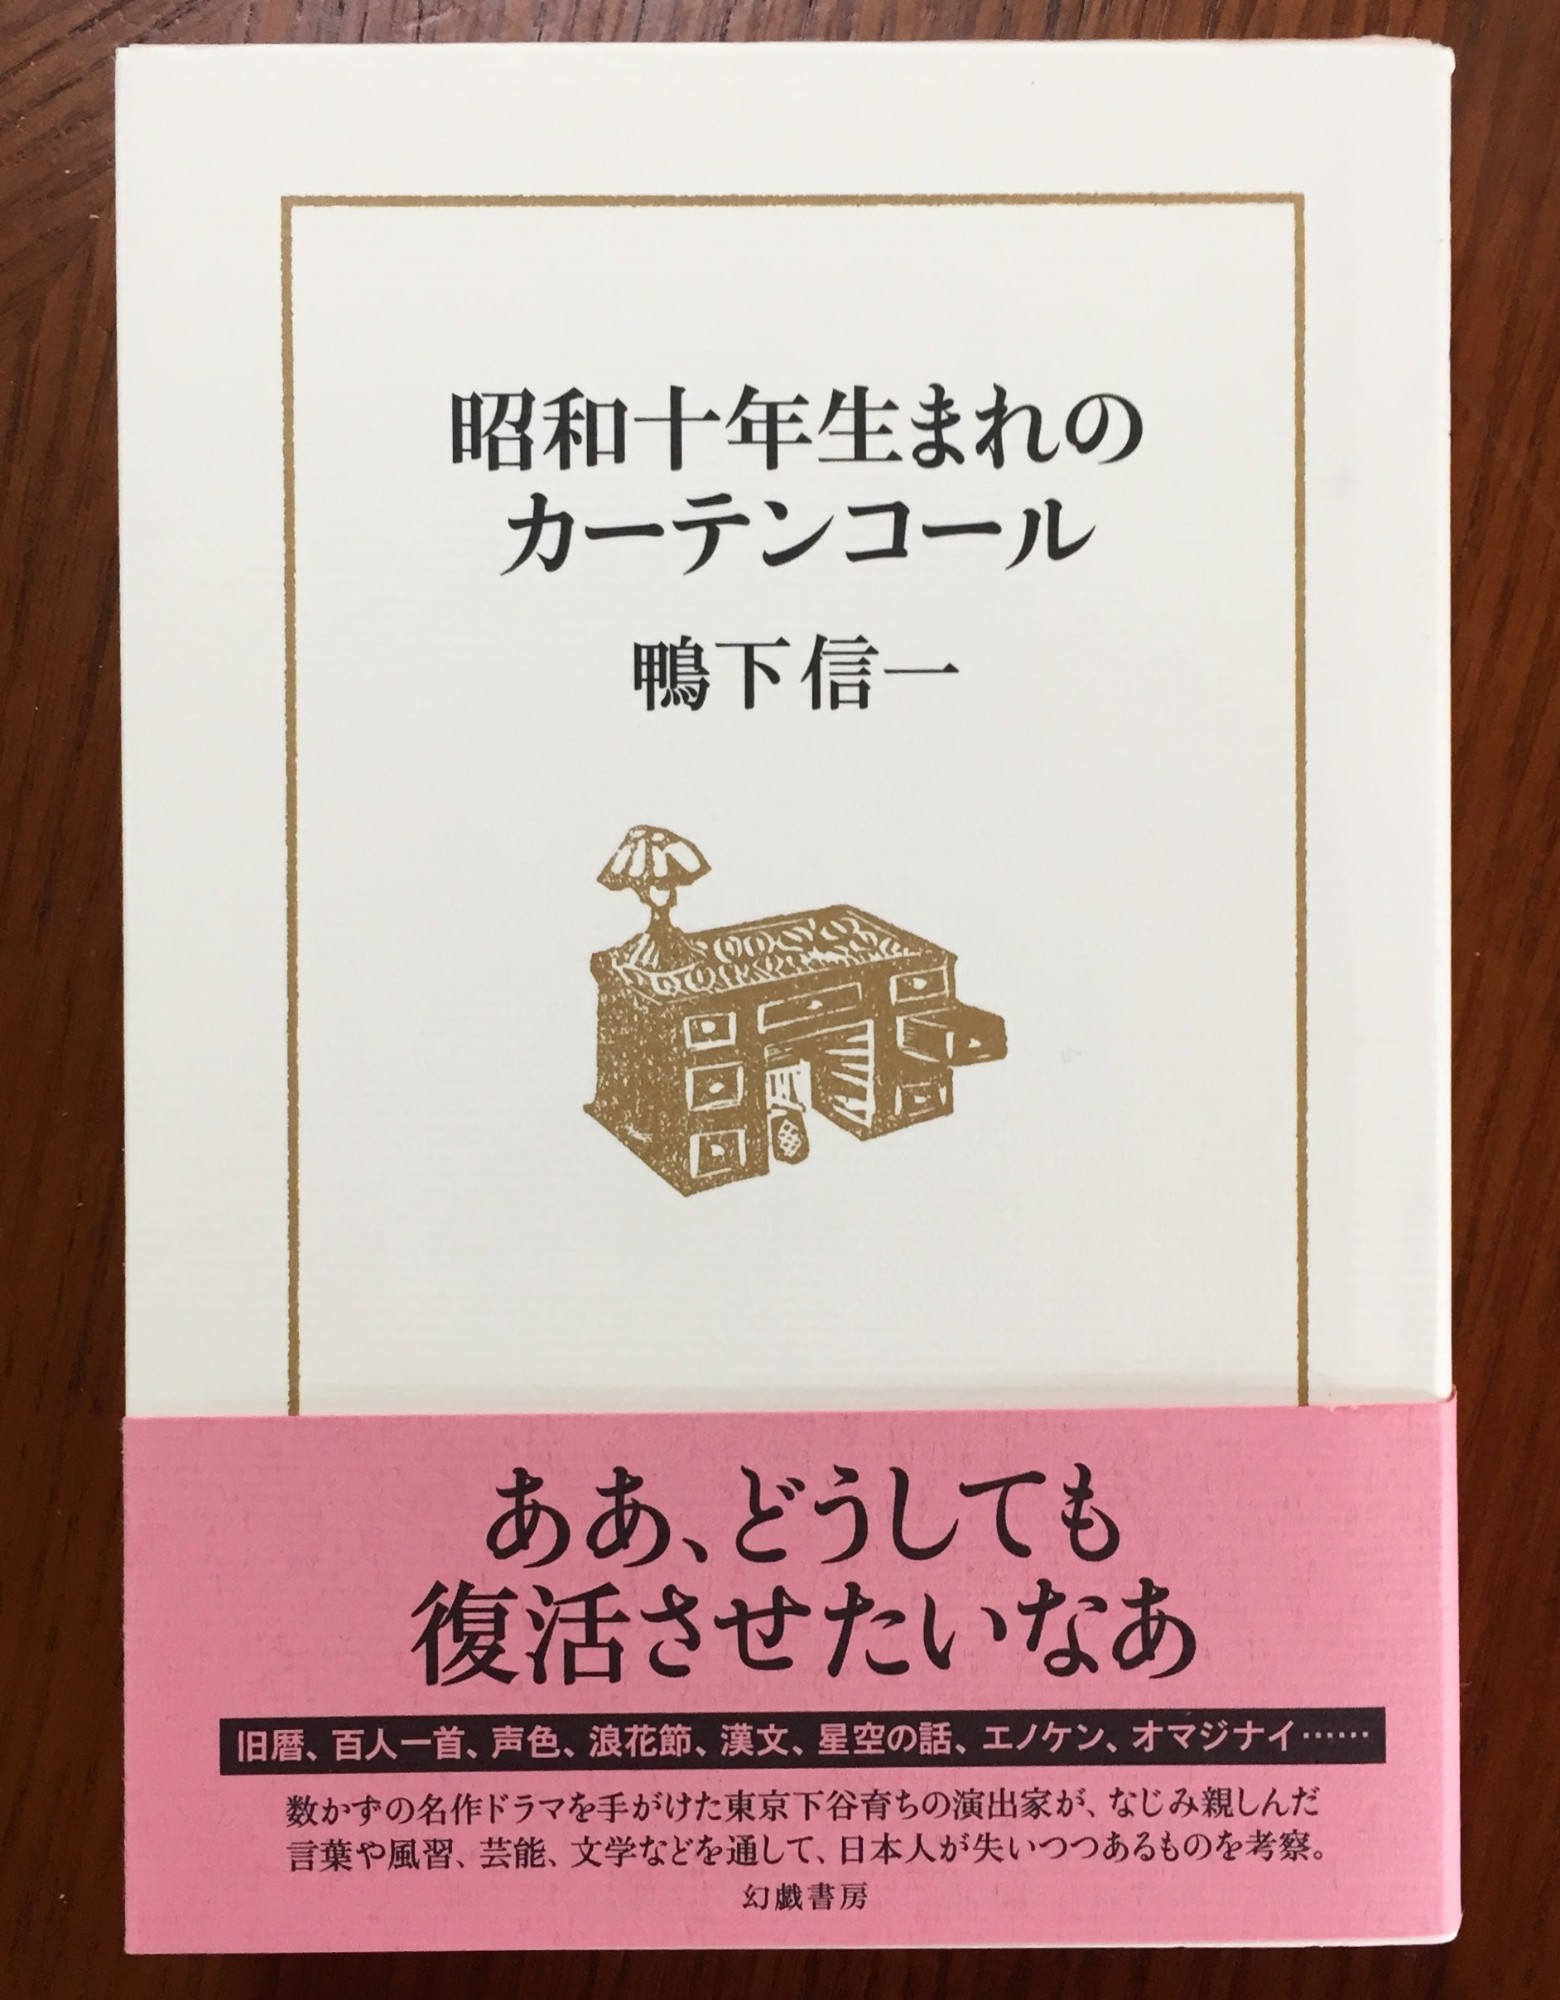 昭和十年生まれの
カーテンコール
鴨下信一
ああ、どうしても
復活させたいなあ
旧暦、百人一首、声色、浪花節、漢文、星空の話、エノケン、オマジナイ……
数かずの名作ドラマを手がけた東京下谷育ちの演出家が、なじみ親しんだ
言葉や風習、芸能、文学などを通して、日本人が失いつつあるものを考察。
幻戯書房